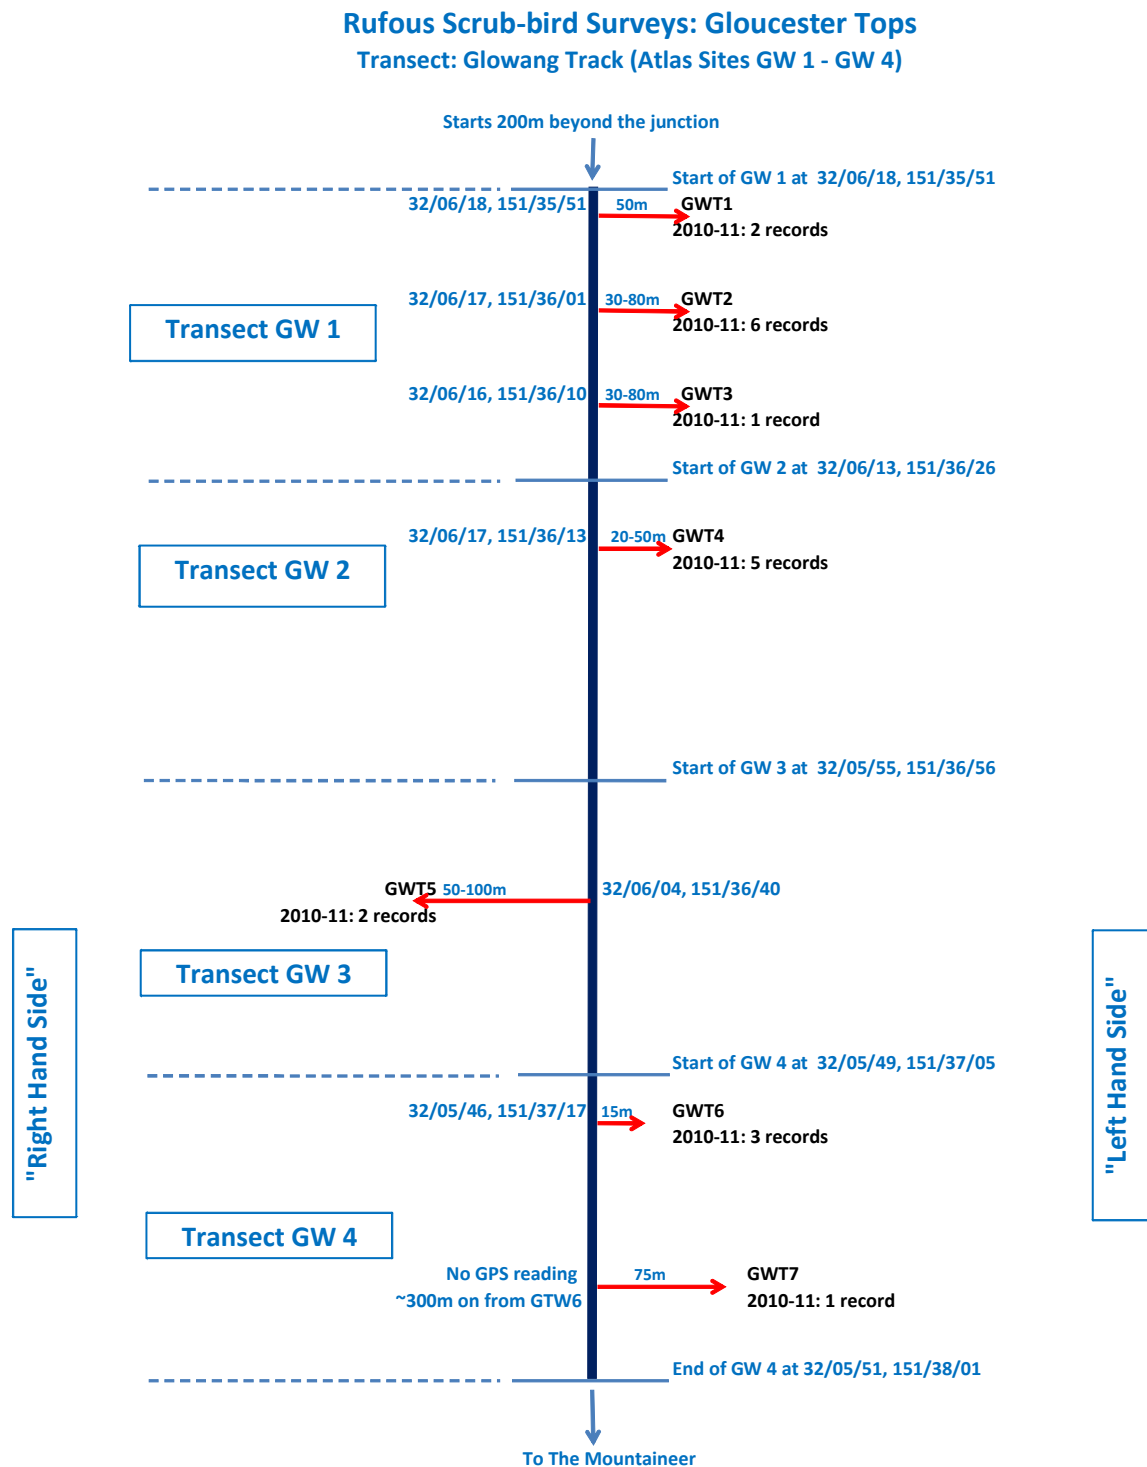 Rufous Scrub-bird Surveys: Gloucester Tops
Transect: Glowang Track (Atlas Sites GW 1 - GW 4)
Starts 200m beyond the junction
Start of GW 1 at 32/06/18, 151/35/51
32/06/18, 151/35/51
50m
GWT1
2010-11: 2 records
32/06/17, 151/36/01
30-80m
GWT2
2010-11: 6 records
Transect GW 1
32/06/16, 151/36/10
30-80m
GWT3
2010-11: 1 record
Start of GW 2 at 32/06/13, 151/36/26
32/06/17, 151/36/13
20-50m
GWT4
2010-11: 5 records
Transect GW 2
Start of GW 3 at 32/05/55, 151/36/56
GWT5
50-100m
32/06/04, 151/36/40
2010-11: 2 records
Transect GW 3
"Right Hand Side"
"Left Hand Side"
Start of GW 4 at 32/05/49, 151/37/05
32/05/46, 151/37/17
15m
GWT6
2010-11: 3 records
Transect GW 4
No GPS reading
~300m on from GTW6
75m
GWT7
2010-11: 1 record
End of GW 4 at 32/05/51, 151/38/01
To The Mountaineer